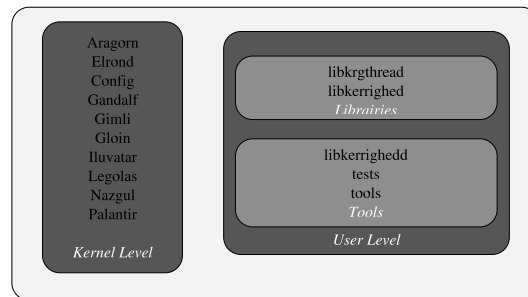 Aragorn
Elrond
Config
Gandalf
Gimli
Gloin
Iluvatar
Legolas
Nazgul
Palantir
Kernel Level
libkrgthread
libkerrighed
Librairies
libkerrighedd
tests
tools
Tools
User Level